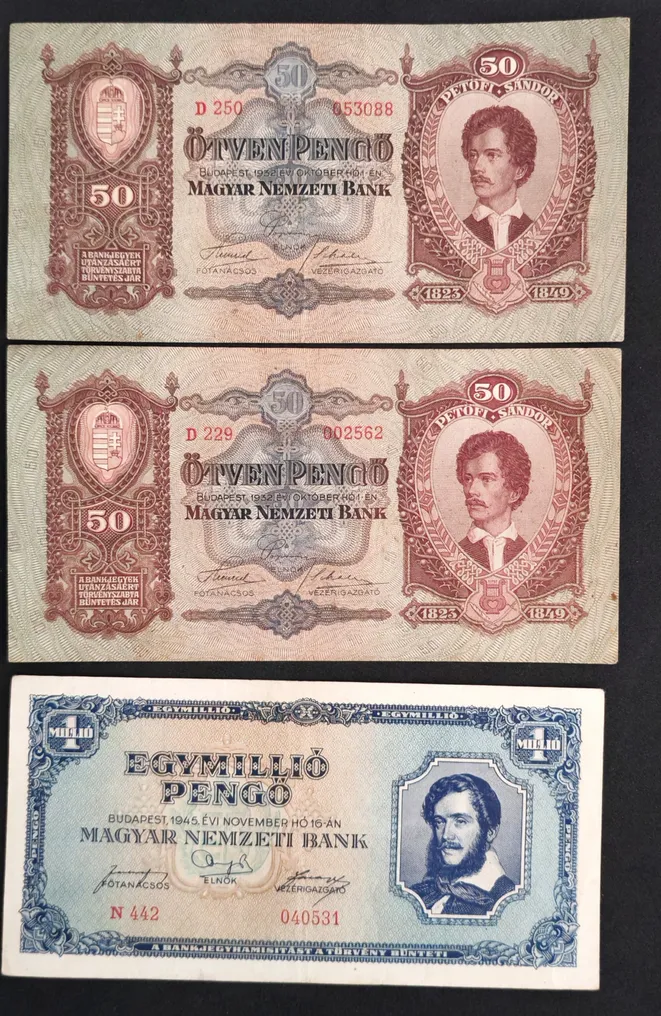 50
50
PETŐFI SÁNDOR
D 250 053088
ÖTVEN PENGŐ
BUDAPEST, 1932. ÉVI OKTÓBER HÓ 1-ÉN
MAGYAR NEMZETI BANK
50
ELNÖK
A BANKJEGYEK
UTÁNZÁSÁÉRT
TÖRVÉNYSZABTA
BÜNTETÉS JÁR
FŐTANÁCSOS VEZÉRIGAZGATÓ
1823 1849
50
50
PETŐFI SÁNDOR
D 229 002562
ÖTVEN PENGŐ
BUDAPEST, 1932. ÉVI OKTÓBER HÓ 1-ÉN
MAGYAR NEMZETI BANK
50
ELNÖK
A BANKJEGYEK
UTÁNZÁSÁÉRT
TÖRVÉNYSZABTA
BÜNTETÉS JÁR
FŐTANÁCSOS VEZÉRIGAZGATÓ
1823 1849
EGYMILLIÓ EGYMILLIÓ
1 MILLIÓ
1 MILLIÓ
EGYMILLIÓ
PENGŐ
BUDAPEST, 1945. ÉVI NOVEMBER HÓ 16-ÁN
MAGYAR NEMZETI BANK
FŐTANÁCSOS ELNÖK VEZÉRIGAZGATÓ
N 442 040531
A BANKJEGYHAMISÍTÁST A TÖRVÉNY BÜNTETI